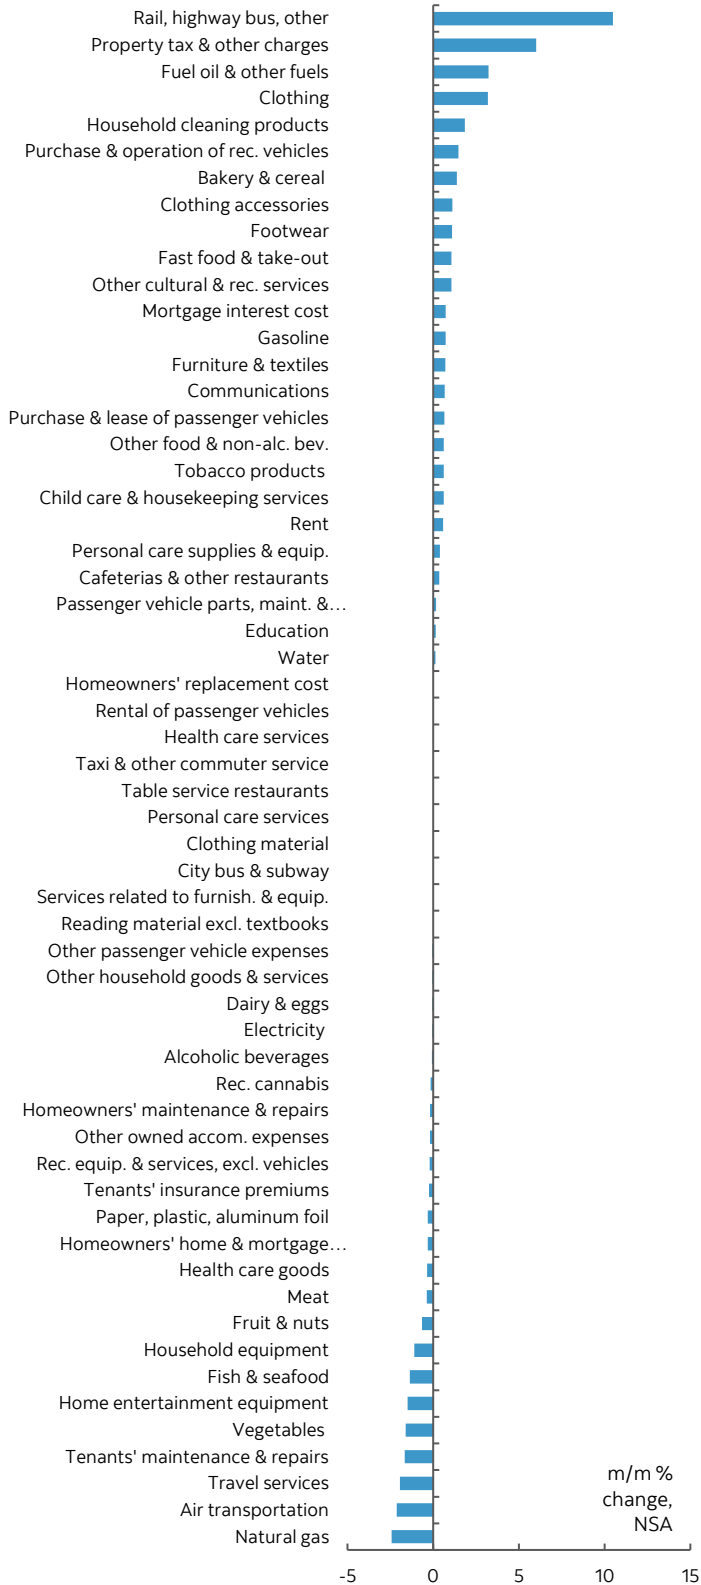 Rail, highway bus, other
Property tax & other charges
Fuel oil & other fuels
Clothing
Household cleaning products
Purchase & operation of rec. vehicles
Bakery & cereal
Clothing accessories
Footwear
Fast food & take-out
Other cultural & rec. services
Mortgage interest cost
Gasoline
Furniture & textiles
Communications
Purchase & lease of passenger vehicles
Other food & non-alc. bev.
Tobacco products
Child care & housekeeping services
Rent
Personal care supplies & equip.
Cafeterias & other restaurants
Passenger vehicle parts, maint. &...
Education
Water
Homeowners' replacement cost
Rental of passenger vehicles
Health care services
Taxi & other commuter service
Table service restaurants
Personal care services
Clothing material
City bus & subway
Services related to furnish. & equip.
Reading material excl. textbooks
Other passenger vehicle expenses
Other household goods & services
Dairy & eggs
Electricity
Alcoholic beverages
Rec. cannabis
Homeowners' maintenance & repairs
Other owned accom. expenses
Rec. equip. & services, excl. vehicles
Tenants' insurance premiums
Paper, plastic, aluminum foil
Homeowners' home & mortgage...
Health care goods
Meat
Fruit & nuts
Household equipment
Fish & seafood
Home entertainment equipment
Vegetables
Tenants' maintenance & repairs
Travel services
Air transportation
Natural gas
m/m %
change,
NSA
-5 0 5 10 15